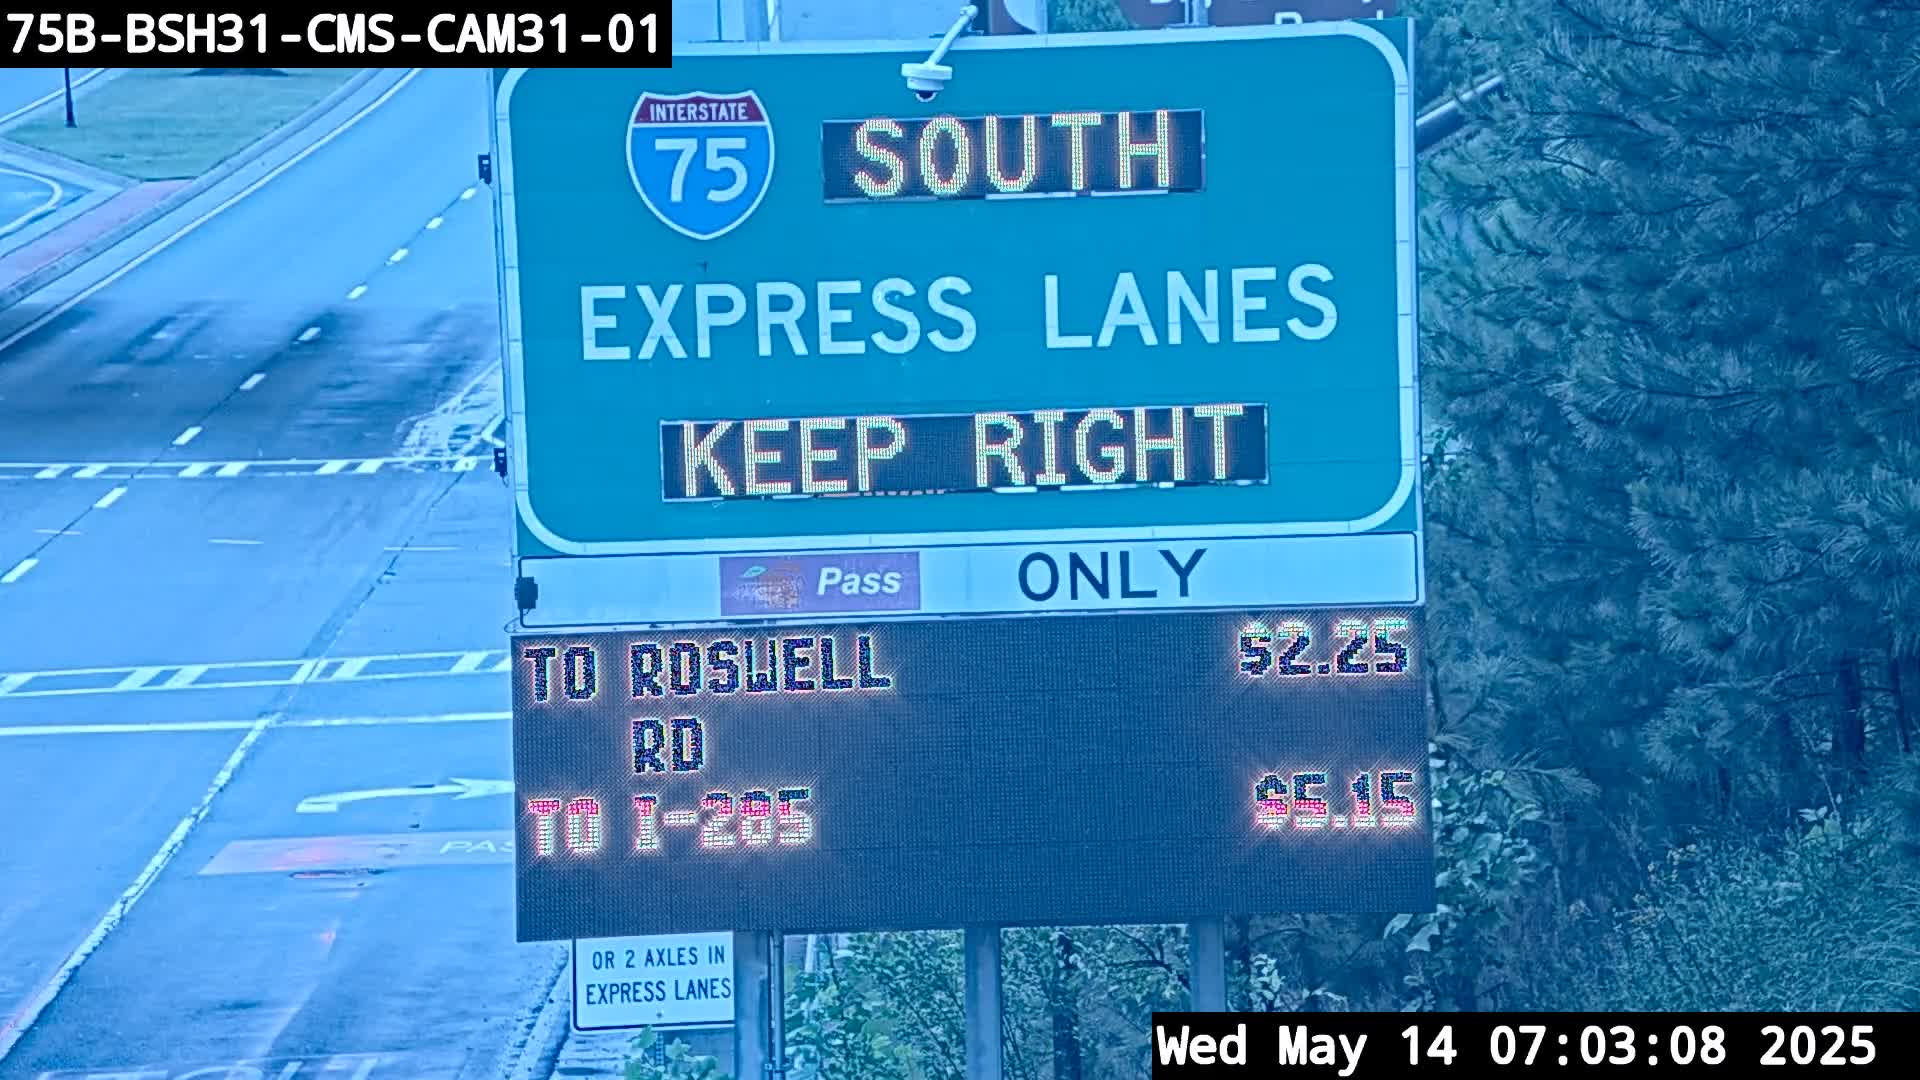 75B-BSH31-CMS-CAM31-01
INTERSTATE
75
SOUTH
EXPRESS LANES
KEEP RIGHT
Pass ONLY
TO ROSWELL $2.25
RD
TO I-285 $5.15
OR 2 AXLES IN
EXPRESS LANES
Wed May 14 07:03:08 2025